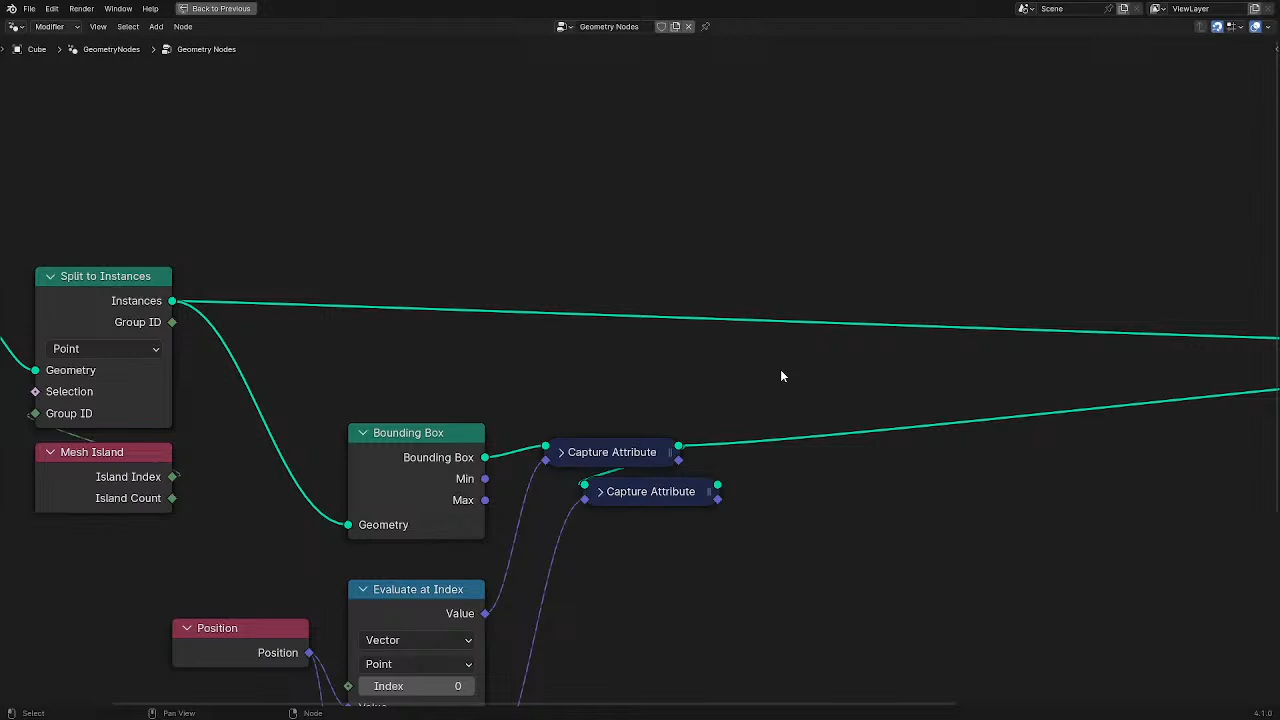 File Edit Render Window Help Back to Previous Scene ViewLayer
Modifier View Select Add Node Geometry Nodes
Cube GeometryNodes Geometry Nodes
Split to Instances
Instances
Group ID
Point
Geometry
Selection
Group ID
Mesh Island
Island Index
Island Count
Bounding Box
Bounding Box
Min
Max
Geometry
Capture Attribute
Capture Attribute
Evaluate at Index
Value
Vector
Point
Index 0
Value
Position
Position
Select Pan View Node 4.1.0